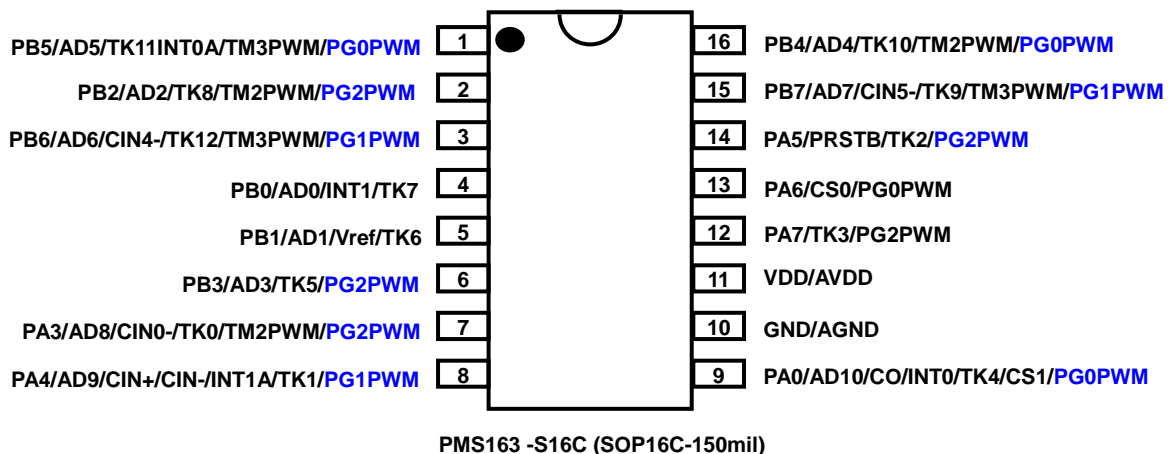 PB5/AD5/TK11INT0A/TM3PWM/PG0PWM 1 16 PB4/AD4/TK10/TM2PWM/PG0PWM
PB2/AD2/TK8/TM2PWM/PG2PWM 2 15 PB7/AD7/CIN5-/TK9/TM3PWM/PG1PWM
PB6/AD6/CIN4-/TK12/TM3PWM/PG1PWM 3 14 PA5/PRSTB/TK2/PG2PWM
PB0/AD0/INT1/TK7 4 13 PA6/CS0/PG0PWM
PB1/AD1/Vref/TK6 5 12 PA7/TK3/PG2PWM
PB3/AD3/TK5/PG2PWM 6 11 VDD/AVDD
PA3/AD8/CIN0-/TK0/TM2PWM/PG2PWM 7 10 GND/AGND
PA4/AD9/CIN+/CIN-/INT1A/TK1/PG1PWM 8 9 PA0/AD10/CO/INT0/TK4/CS1/PG0PWM
PMS163 -S16C (SOP16C-150mil)